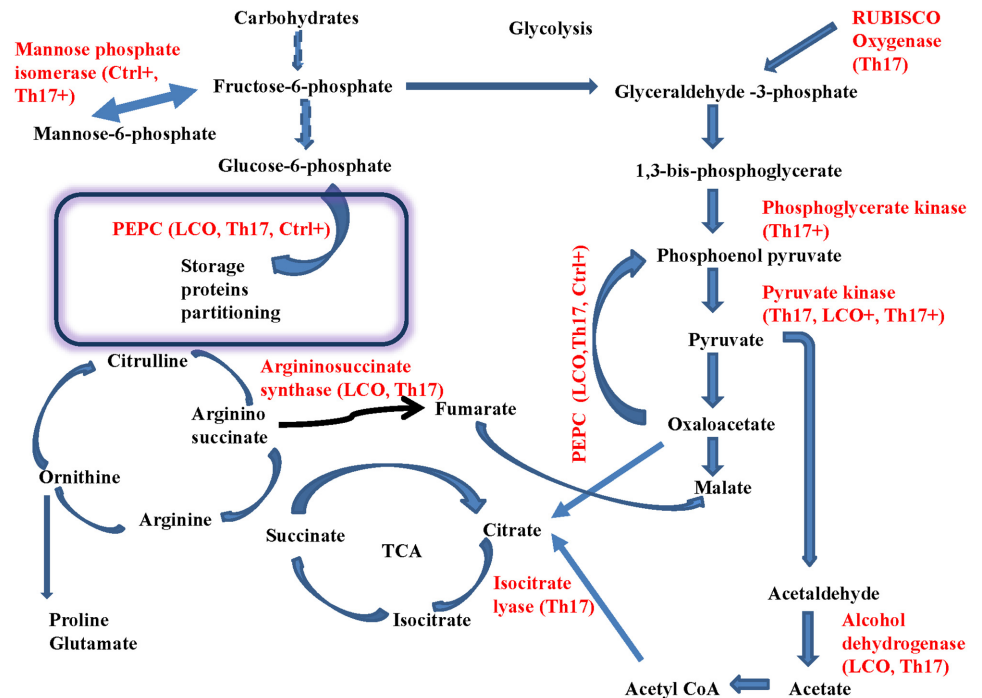 Carbohydrates
Glycolysis
RUBISCO
Oxygenase
(Th17)
Mannose phosphate
isomerase (Ctrl+,
Th17+)
Fructose-6-phosphate
Glyceraldehyde -3-phosphate
Mannose-6-phosphate
Glucose-6-phosphate
1,3-bis-phosphoglycerate
PEPC (LCO, Th17, Ctrl+)
Phosphoglycerate kinase
(Th17+)
Storage
proteins
partitioning
Phosphoenol pyruvate
PEPC (LCO,Th17, Ctrl+)
Pyruvate kinase
(Th17, LCO+, Th17+)
Pyruvate
Citrulline
Argininosuccinate
synthase (LCO, Th17)
Arginino
succinate
Fumarate
Oxaloacetate
Ornithine
Malate
Arginine
Succinate
TCA
Citrate
Isocitrate
lyase (Th17)
Isocitrate
Proline
Glutamate
Acetaldehyde
Alcohol
dehydrogenase
(LCO, Th17)
Acetyl CoA
Acetate